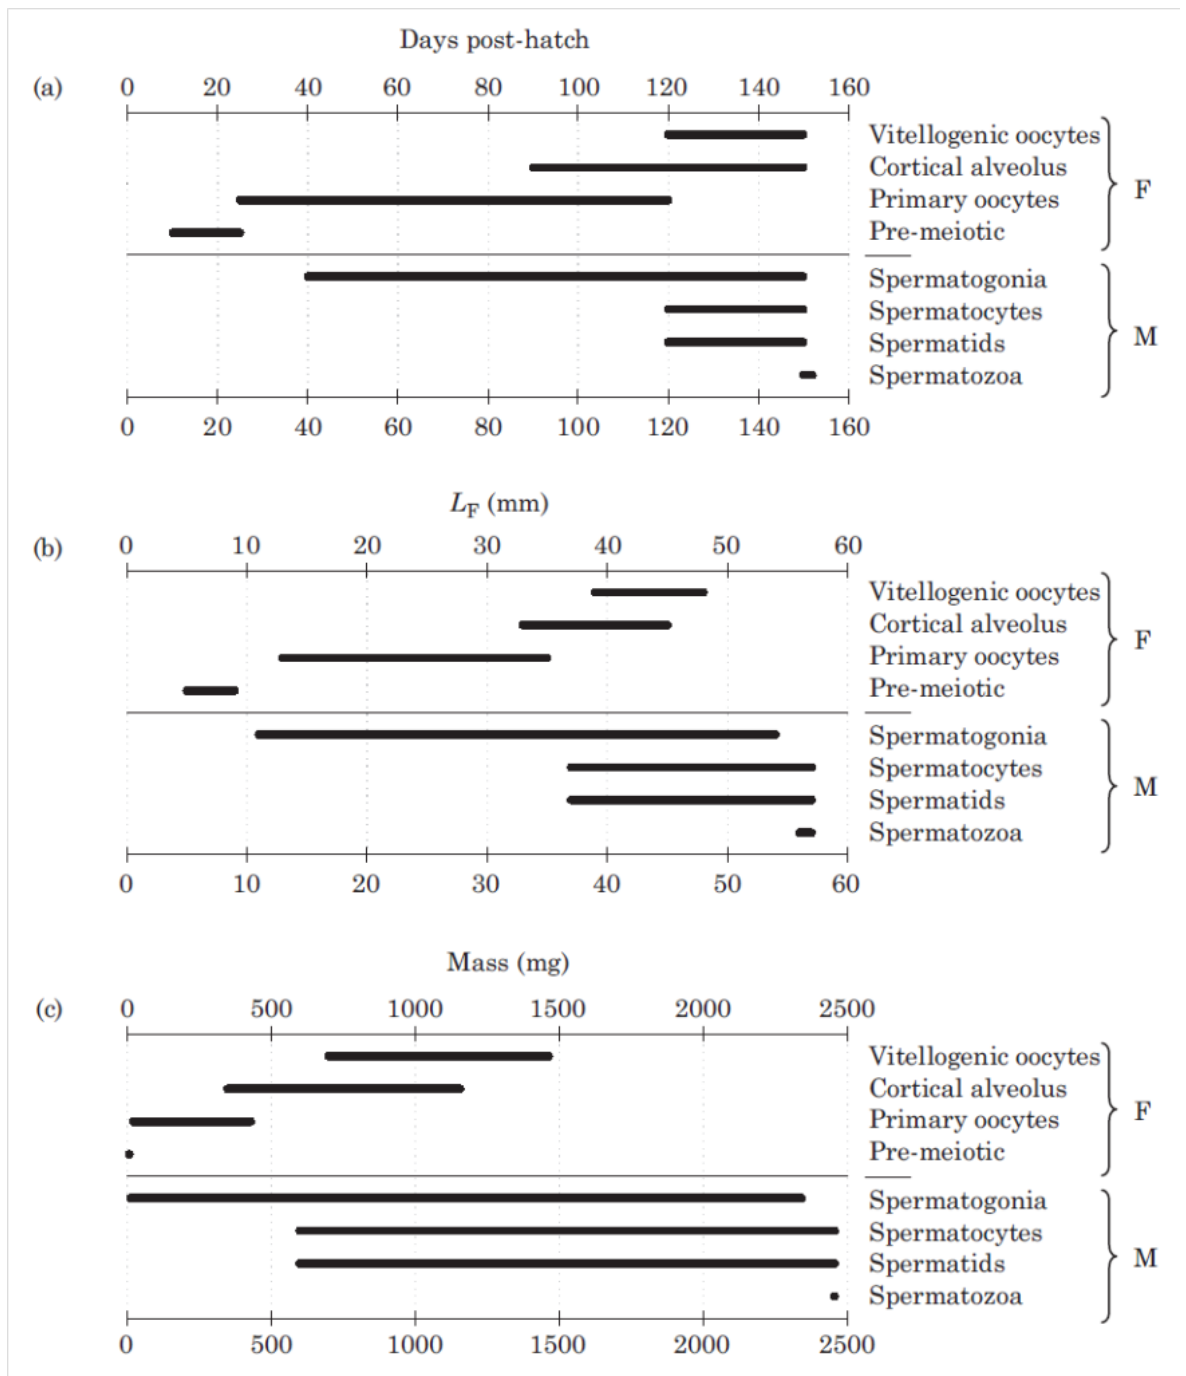 Days post-hatch
(a) 0 20 40 60 80 100 120 140 160
Vitellogenic oocytes
Cortical alveolus
Primary oocytes
F
Pre-meiotic
Spermatogonia
Spermatocytes
Spermatids
M
Spermatozoa
0 20 40 60 80 100 120 140 160
LF (mm)
(b) 0 10 20 30 40 50 60
Vitellogenic oocytes
Cortical alveolus
Primary oocytes
F
Pre-meiotic
Spermatogonia
Spermatocytes
Spermatids
M
Spermatozoa
0 10 20 30 40 50 60
Mass (mg)
(c) 0 500 1000 1500 2000 2500
Vitellogenic oocytes
Cortical alveolus
Primary oocytes
F
Pre-meiotic
Spermatogonia
Spermatocytes
Spermatids
M
Spermatozoa
0 500 1000 1500 2000 2500